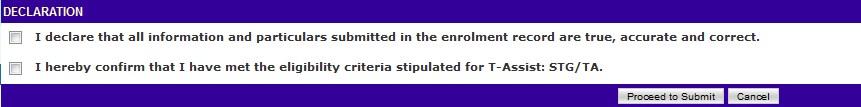 DECLARATION
I declare that all information and particulars submitted in the enrolment record are true, accurate and correct.
I hereby confirm that I have met the eligibility criteria stipulated for T-Assist: STG/TA.
Proceed to Submit Cancel